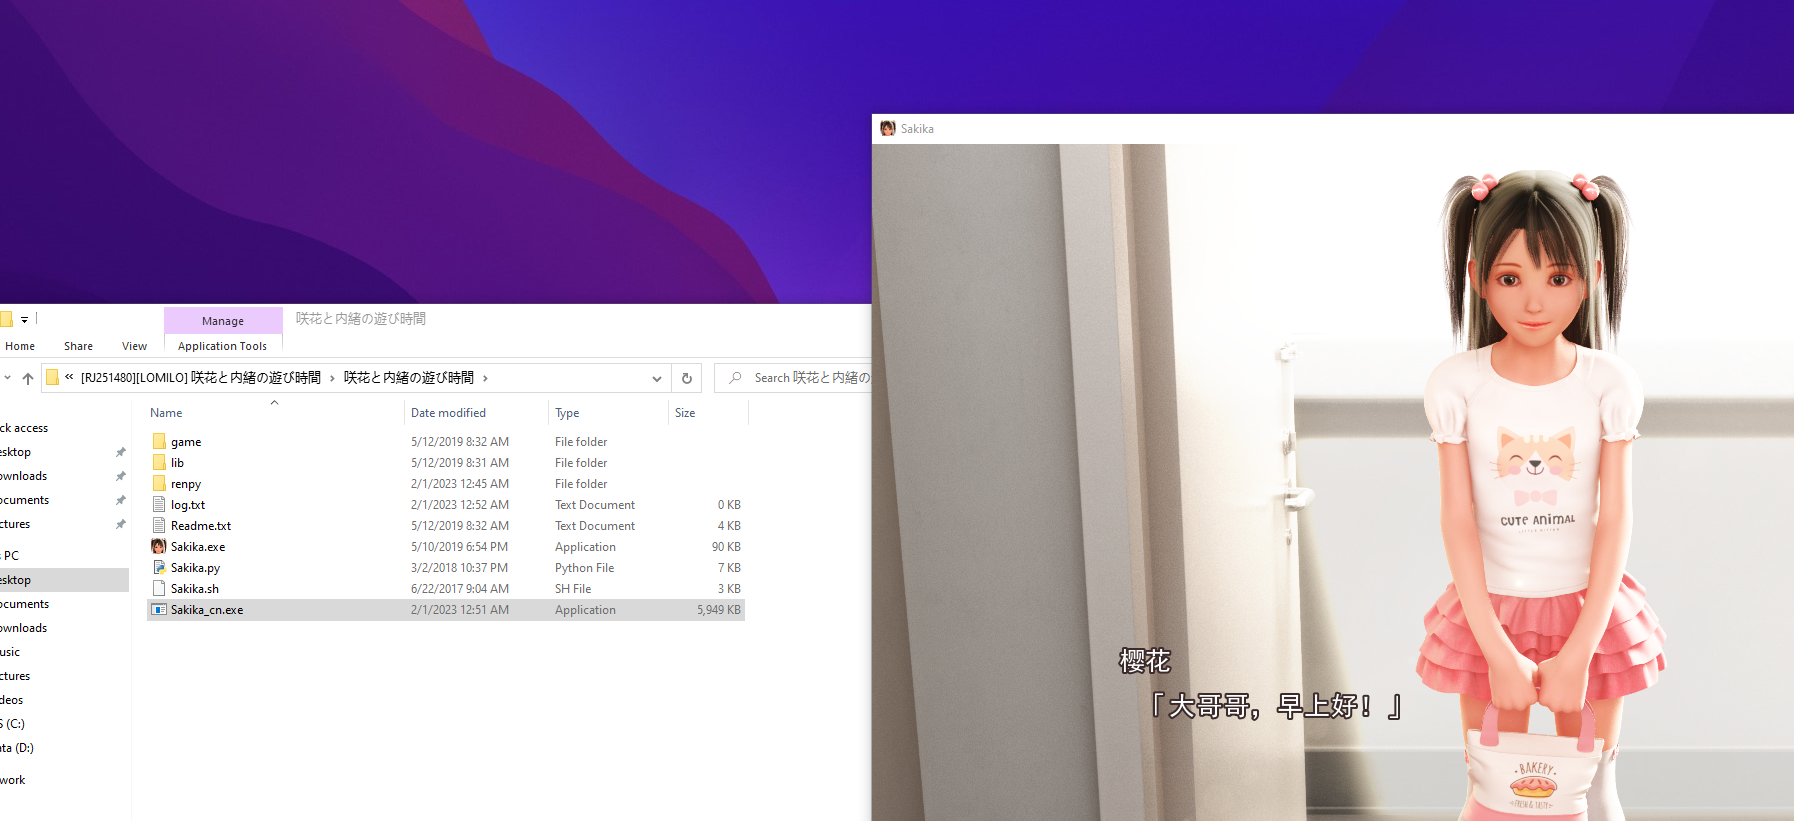 Sakika
Manage
咲花と内緒の遊び時間
Home
Share
View
Application Tools
« [RJ251480][LOMILO] 咲花と内緒の遊び時間 › 咲花と内緒の遊び時間 ›
Search 咲花と内緒の
Name
Date modified
Type
Size
ck access
esktop
ownloads
ocuments
ctures
PC
esktop
ocuments
ownloads
usic
ctures
deos
S (C:)
ata (D:)
work
game 5/12/2019 8:32 AM File folder
lib 5/12/2019 8:31 AM File folder
renpy 2/1/2023 12:45 AM File folder
log.txt 2/1/2023 12:52 AM Text Document 0 KB
Readme.txt 5/12/2019 8:32 AM Text Document 4 KB
Sakika.exe 5/10/2019 6:54 PM Application 90 KB
Sakika.py 3/2/2018 10:37 PM Python File 7 KB
Sakika.sh 6/22/2017 9:04 AM SH File 3 KB
Sakika_cn.exe 2/1/2023 12:51 AM Application 5,949 KB
CUTE ANIMAL
樱花
「大哥哥，早上好！」
BAKERY
FRESH & TASTY